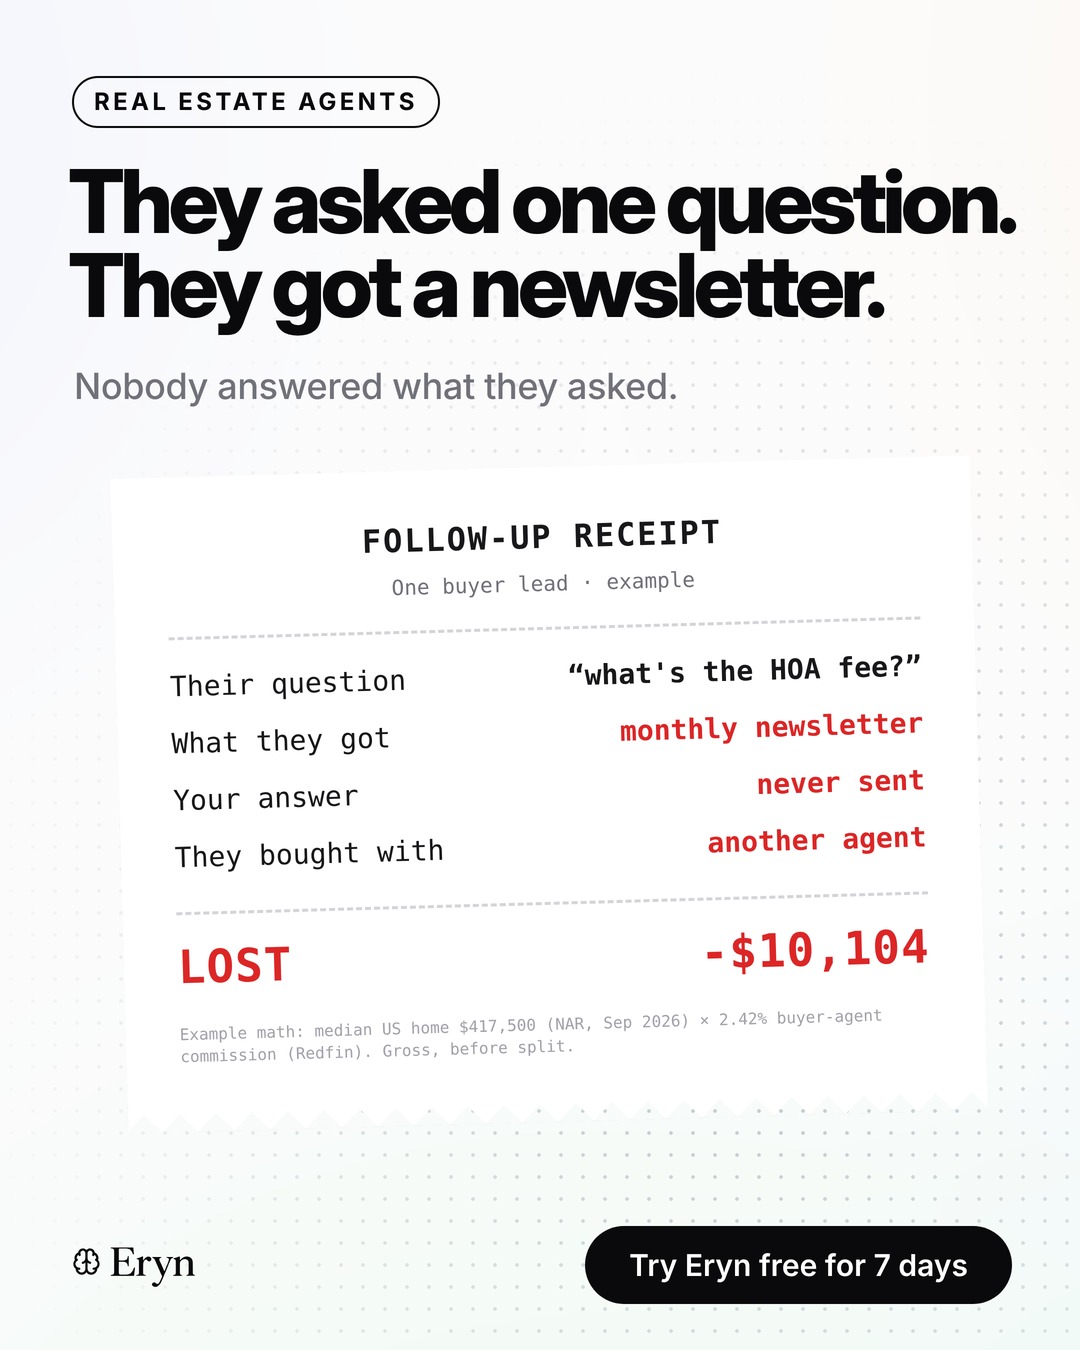 REAL ESTATE AGENTS
They asked one question.
They got a newsletter.
Nobody answered what they asked.
FOLLOW-UP RECEIPT
One buyer lead · example
Their question “what's the HOA fee?”
What they got monthly newsletter
Your answer never sent
They bought with another agent
LOST -$10,104
Example math: median US home $417,500 (NAR, Sep 2026) × 2.42% buyer-agent
commission (Redfin). Gross, before split.
Eryn
Try Eryn free for 7 days